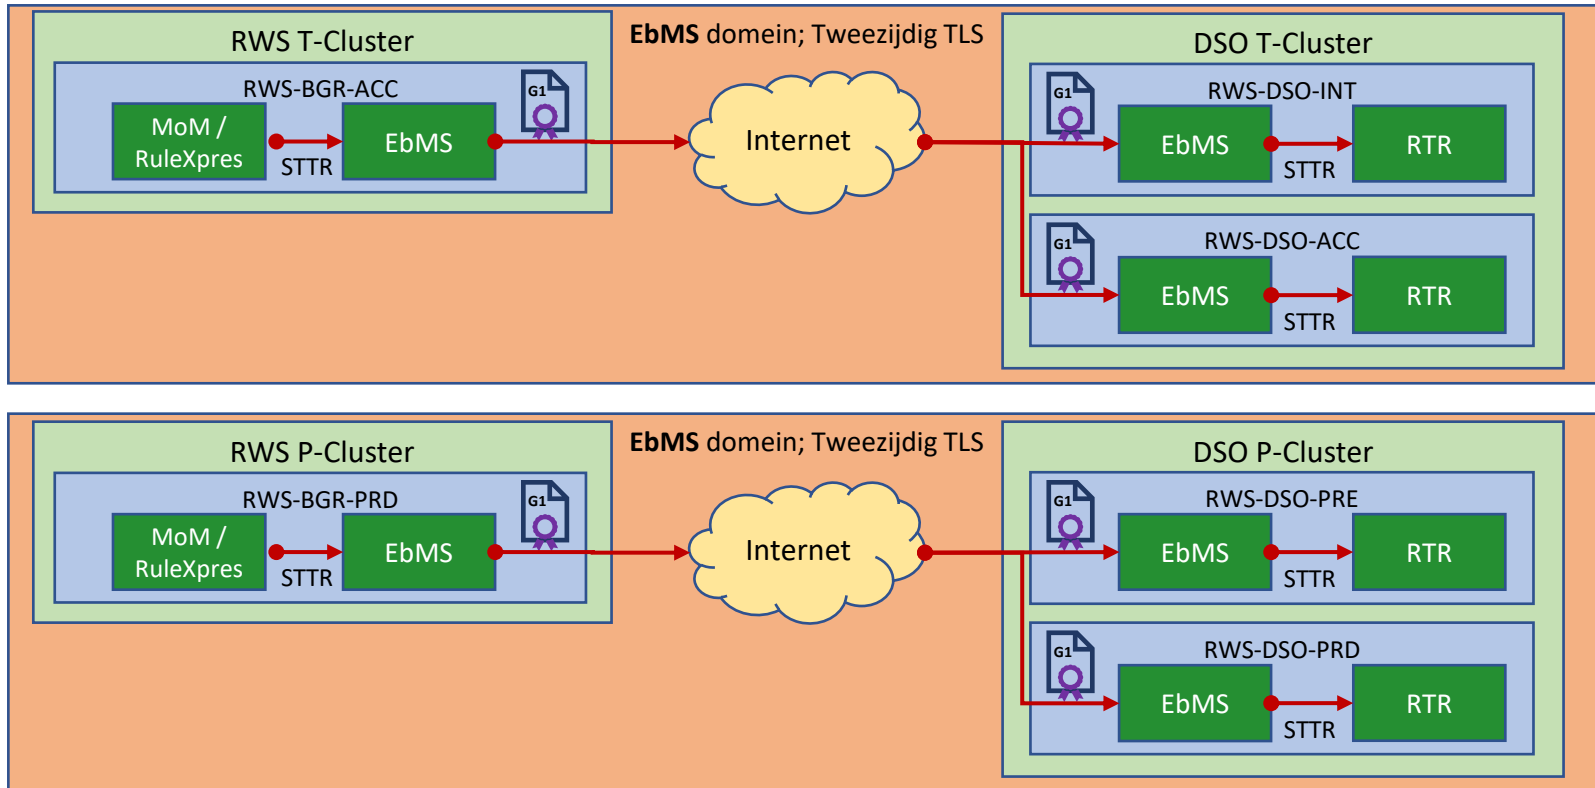 RWS T-Cluster
EbMS domein; Tweezijdig TLS
DSO T-Cluster
RWS-BGR-ACC
G1
MoM /
RuleXpres
STTR
EbMS
Internet
G1
RWS-DSO-INT
EbMS
STTR
RTR
G1
RWS-DSO-ACC
EbMS
STTR
RTR
RWS P-Cluster
EbMS domein; Tweezijdig TLS
DSO P-Cluster
RWS-BGR-PRD
G1
MoM /
RuleXpres
STTR
EbMS
Internet
G1
RWS-DSO-PRE
EbMS
STTR
RTR
G1
RWS-DSO-PRD
EbMS
STTR
RTR